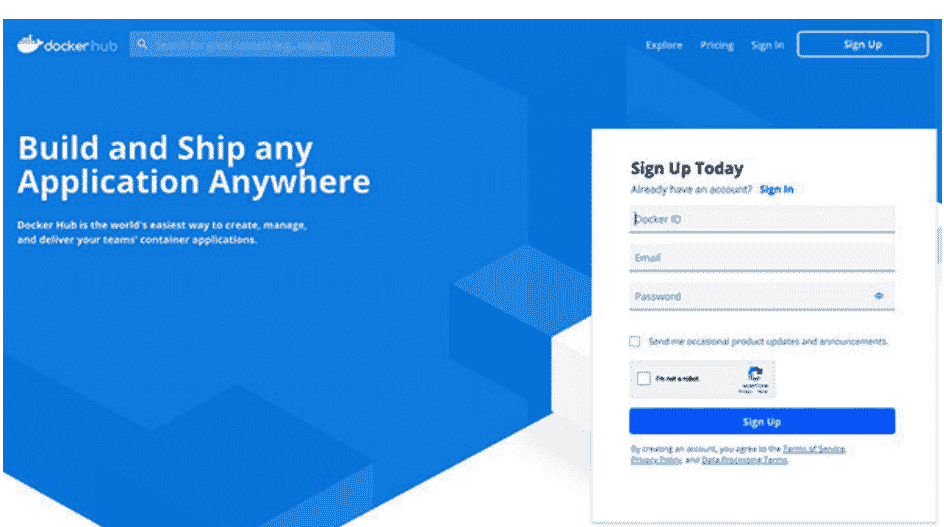 docker hub
Explore Pricing Sign In Sign Up
Build and Ship any
Application Anywhere
Docker Hub is the world's easiest way to create, manage,
and deliver your teams' container applications.
Sign Up Today
Already have an account? Sign In
Docker ID
Email
Password
Send me occasional product updates and announcements.
I'm not a robot
Sign Up
By creating an account, you agree to the Terms of Service,
Privacy Policy, and Data Processing Terms.